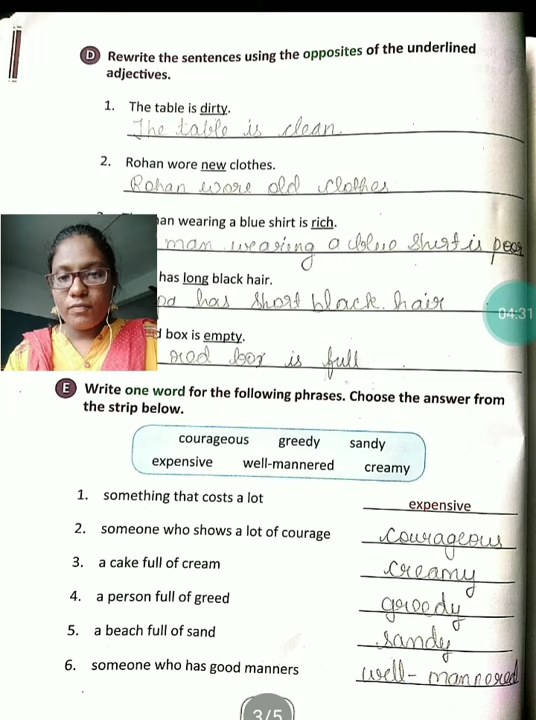 D Rewrite the sentences using the opposites of the underlined
adjectives.
1. The table is dirty.
The table is clean.
2. Rohan wore new clothes.
Rohan wore old clothes
an wearing a blue shirt is rich.
man wearing a blue shirt is poor
has long black hair.
has short black hair
box is empty.
red box is full
04:31
E Write one word for the following phrases. Choose the answer from
the strip below.
courageous greedy sandy
expensive well-mannered creamy
1. something that costs a lot expensive
2. someone who shows a lot of courage courageous
3. a cake full of cream creamy
4. a person full of greed greedy
5. a beach full of sand sandy
6. someone who has good manners well-mannered
3/5